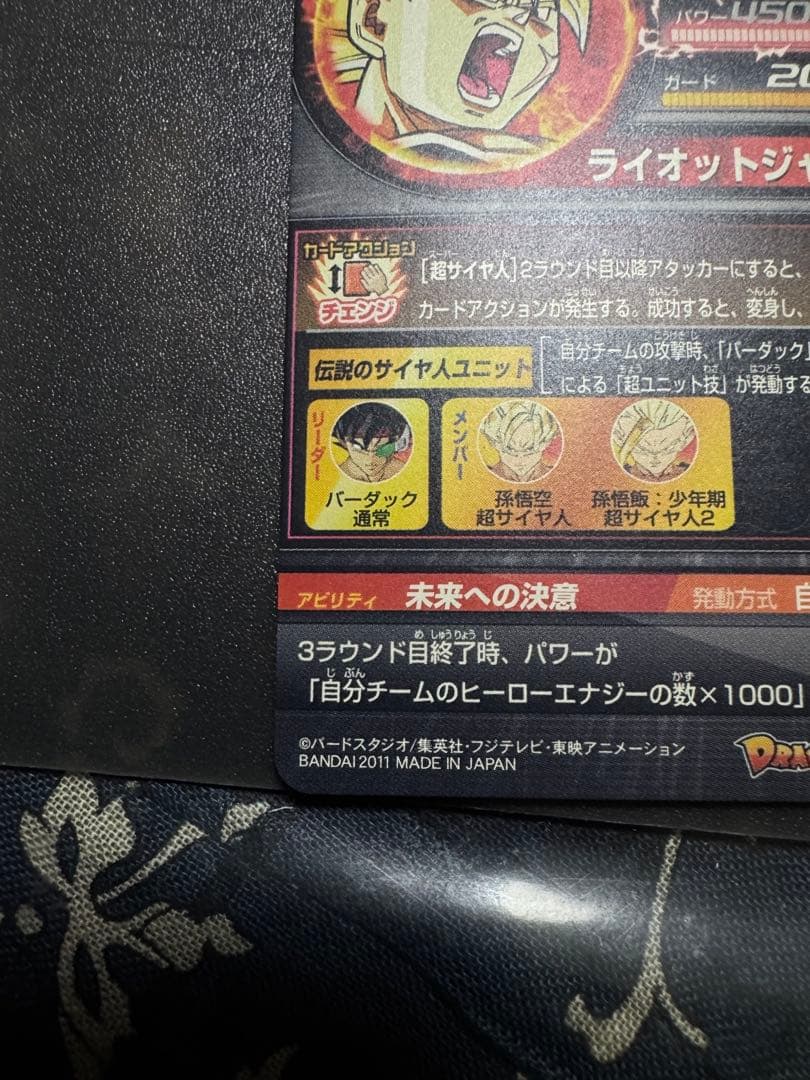 パワー 450
ガード 20
ライオットジャ
カードアクション
チェンジ
[超サイヤ人]2ラウンド目以降アタッカーにすると、
カードアクションが発生する。成功すると、変身し、
伝説のサイヤ人ユニット
自分チームの攻撃時、「バーダック」
による「超ユニット技」が発動する
リーダー
バーダック
通常
メンバー
孫悟空
超サイヤ人
孫悟飯:少年期
超サイヤ人2
アビリティ 未来への決意 発動方式 自
3ラウンド目終了時、パワーが
「自分チームのヒーローエナジーの数×1000」
©バードスタジオ/集英社・フジテレビ・東映アニメーション
BANDAI 2011 MADE IN JAPAN
DRA